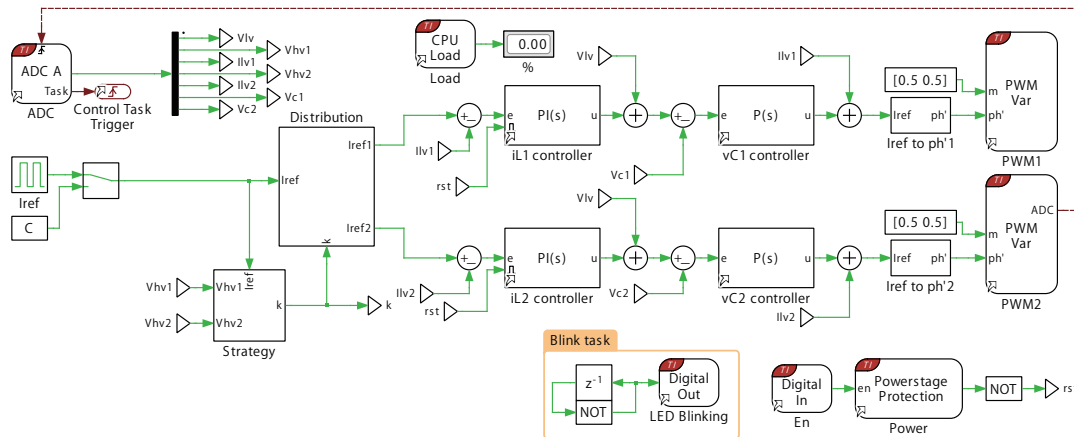 TI
ADC A
Task
ADC
Control Task
Trigger
Vlv
Vhv1
Ilv1
Vhv2
Ilv2
Vc1
Vc2
TI
CPU
Load
Load
0.00
%
Iref
C
Distribution
Iref
Iref1
Iref2
k
Vhv1
Vhv2
Iref
Vhv1
Vhv2
k
Strategy
k
+
−
Ilv1
rst
e
PI(s)
u
iL1 controller
Vlv
+
+
−
Vc1
e
P(s)
u
vC1 controller
Ilv1
+
[0.5 0.5]
Iref
ph'
Iref to ph'1
TI
PWM
Var
m
ph'
PWM1
+
−
Ilv2
rst
e
PI(s)
u
iL2 controller
Vlv
+
+
−
Vc2
e
P(s)
u
vC2 controller
Ilv2
+
[0.5 0.5]
Iref
ph'
Iref to ph'2
TI
ADC
PWM
Var
m
ph'
PWM2
Blink task
z-1
NOT
TI
Digital
Out
LED Blinking
TI
Digital
In
En
TI
en
Powerstage
Protection
Power
NOT
rs